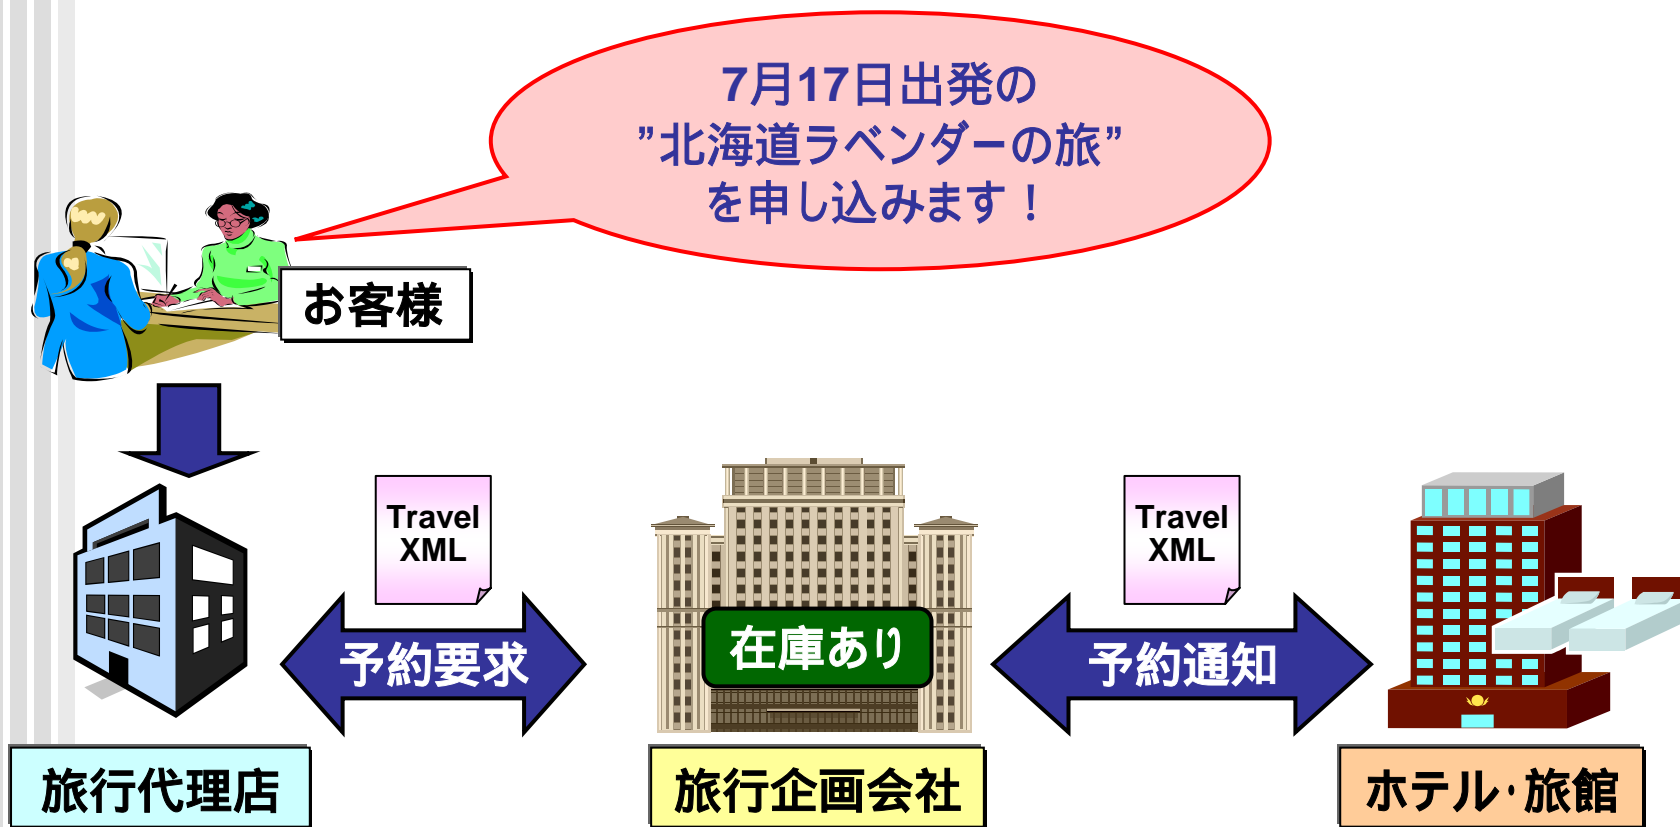 7月17日出発の
”北海道ラベンダーの旅”
を申し込みます！
お客様
Travel
XML
Travel
XML
予約要求
在庫あり
予約通知
旅行代理店
旅行企画会社
ホテル・旅館